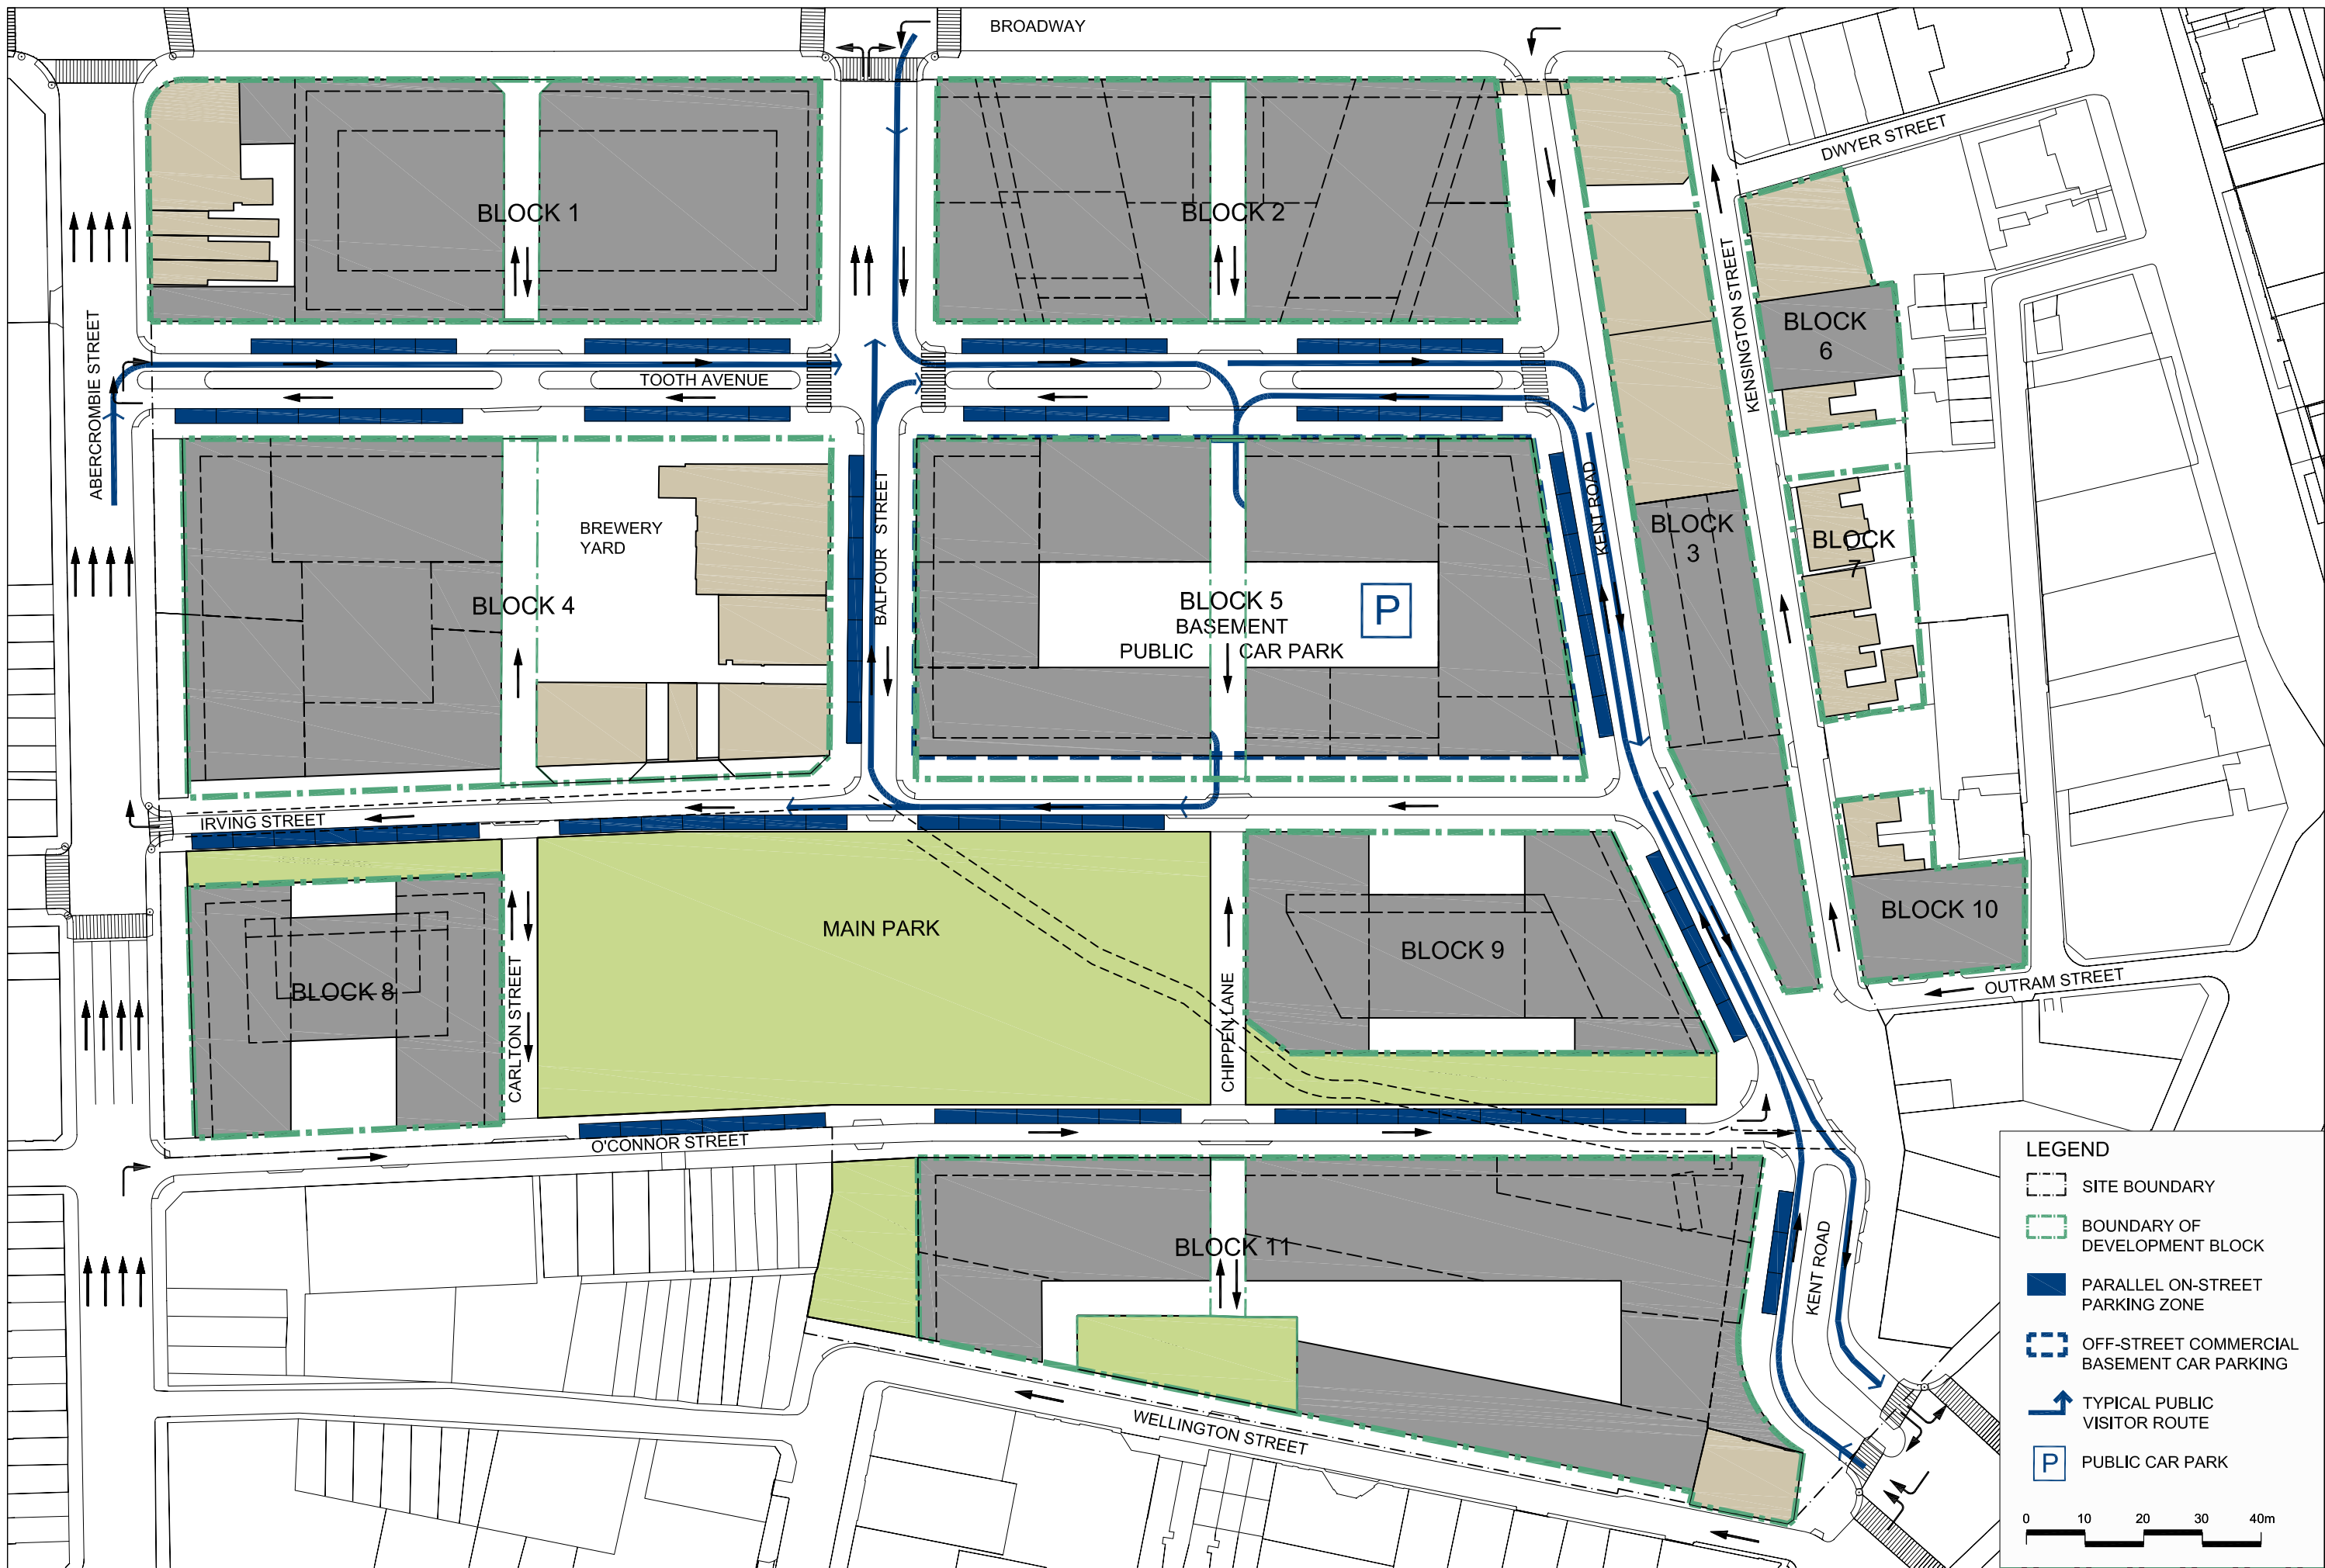 BROADWAY
DWYER STREET
BLOCK 1
BLOCK 2
KENSINGTON STREET
ABERCROMBIE STREET
BLOCK
6
TOOTH AVENUE
BREWERY
YARD
BALFOUR STREET
KENT ROAD
BLOCK
3
BLOCK
7
BLOCK 4
BLOCK 5
BASEMENT
PUBLIC CAR PARK
P
IRVING STREET
BLOCK 8
CARLTON STREET
MAIN PARK
CHIPPEN LANE
BLOCK 9
BLOCK 10
OUTRAM STREET
O'CONNOR STREET
BLOCK 11
KENT ROAD
WELLINGTON STREET
LEGEND
SITE BOUNDARY
BOUNDARY OF
DEVELOPMENT BLOCK
PARALLEL ON-STREET
PARKING ZONE
OFF-STREET COMMERCIAL
BASEMENT CAR PARKING
TYPICAL PUBLIC
VISITOR ROUTE
P PUBLIC CAR PARK
0 10 20 30 40m